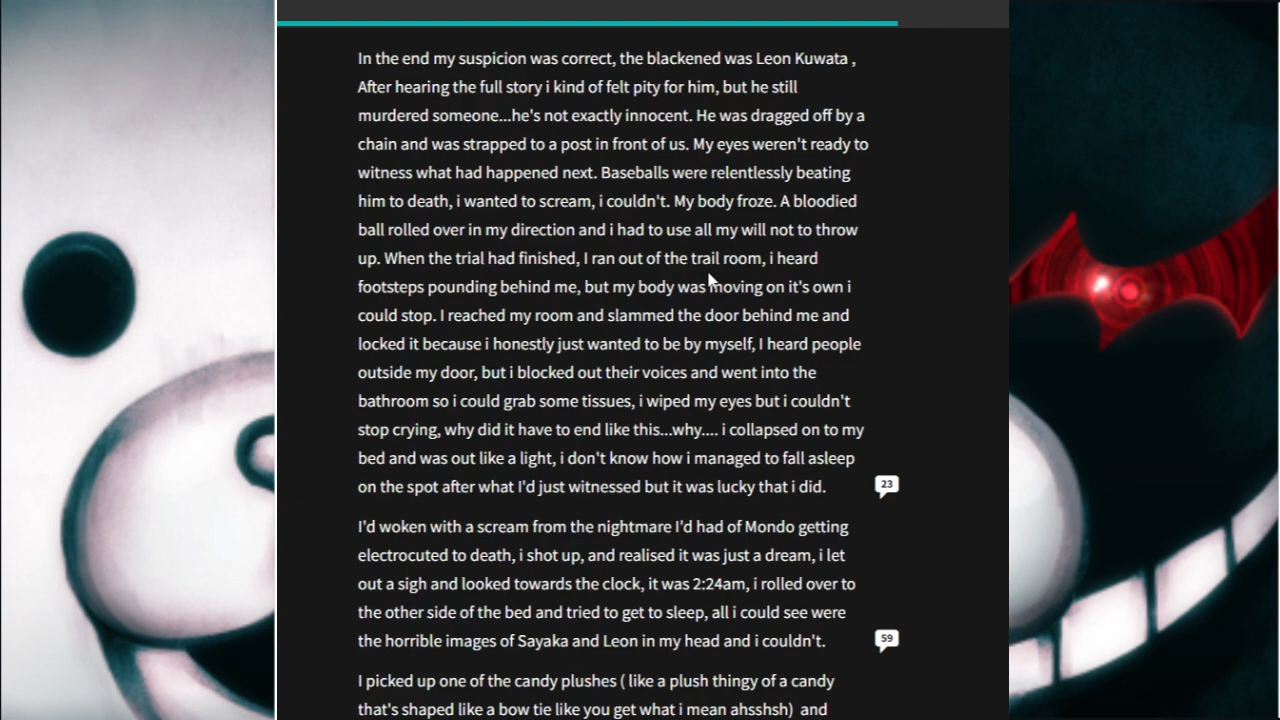 In the end my suspicion was correct, the blackened was Leon Kuwata ,
After hearing the full story i kind of felt pity for him, but he still
murdered someone...he's not exactly innocent. He was dragged off by a
chain and was strapped to a post in front of us. My eyes weren't ready to
witness what had happened next. Baseballs were relentlessly beating
him to death, i wanted to scream, i couldn't. My body froze. A bloodied
ball rolled over in my direction and i had to use all my will not to throw
up. When the trial had finished, I ran out of the trail room, i heard
footsteps pounding behind me, but my body was moving on it's own i
could stop. I reached my room and slammed the door behind me and
locked it because i honestly just wanted to be by myself, I heard people
outside my door, but i blocked out their voices and went into the
bathroom so i could grab some tissues, i wiped my eyes but i couldn't
stop crying, why did it have to end like this...why.... i collapsed on to my
bed and was out like a light, i don't know how i managed to fall asleep
on the spot after what I'd just witnessed but it was lucky that i did.
23
I'd woken with a scream from the nightmare I'd had of Mondo getting
electrocuted to death, i shot up, and realised it was just a dream, i let
out a sigh and looked towards the clock, it was 2:24am, i rolled over to
the other side of the bed and tried to get to sleep, all i could see were
the horrible images of Sayaka and Leon in my head and i couldn't.
59
I picked up one of the candy plushes ( like a plush thingy of a candy
that's shaped like a bow tie like you get what i mean ahsshsh) and